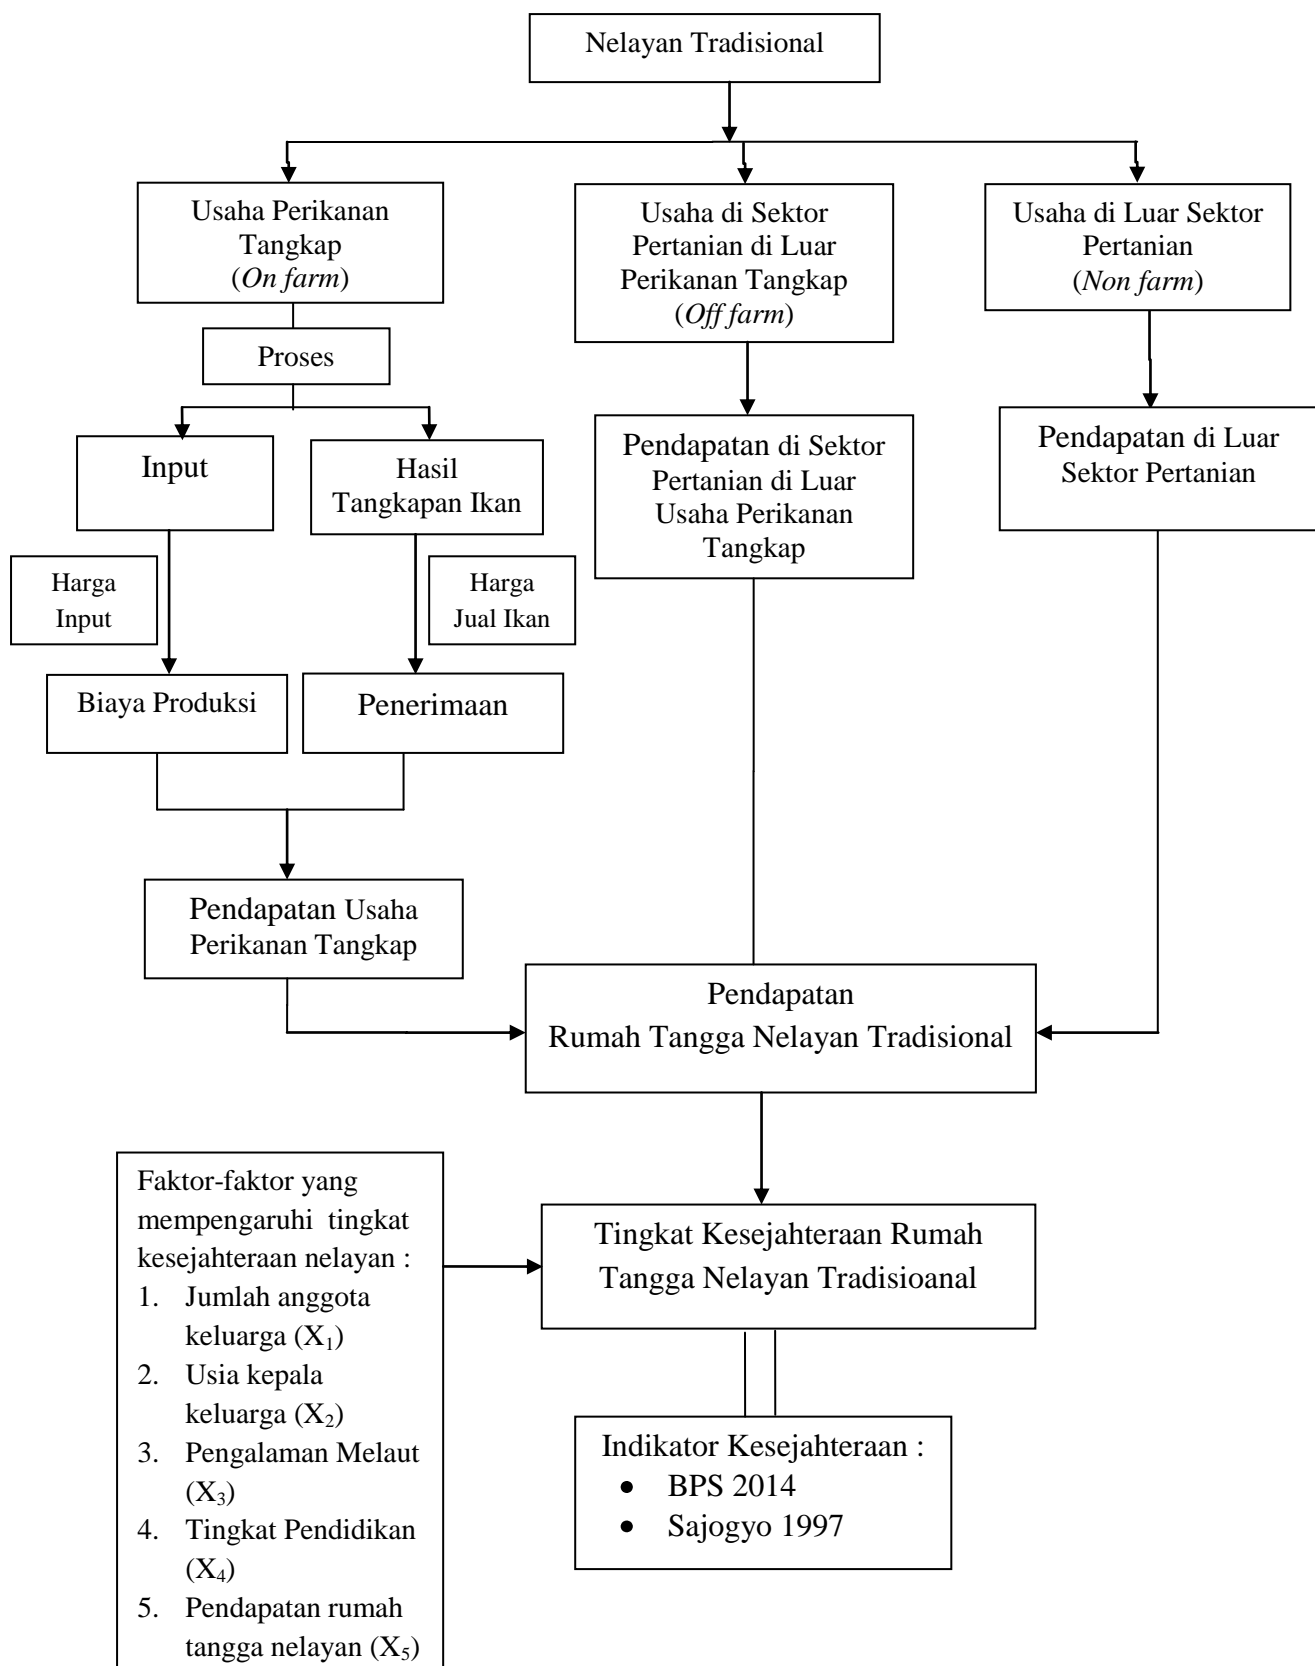 Nelayan Tradisional
Usaha Perikanan
Tangkap
(On farm)
Usaha di Sektor
Pertanian di Luar
Perikanan Tangkap
(Off farm)
Usaha di Luar Sektor
Pertanian
(Non farm)
Proses
Input
Hasil
Tangkapan Ikan
Pendapatan di Sektor
Pertanian di Luar
Usaha Perikanan
Tangkap
Pendapatan di Luar
Sektor Pertanian
Harga
Input
Harga
Jual Ikan
Biaya Produksi
Penerimaan
Pendapatan Usaha
Perikanan Tangkap
Pendapatan
Rumah Tangga Nelayan Tradisional
Faktor-faktor yang
mempengaruhi tingkat
kesejahteraan nelayan :
1. Jumlah anggota
keluarga (X₁)
2. Usia kepala
keluarga (X₂)
3. Pengalaman Melaut
(X₃)
4. Tingkat Pendidikan
(X₄)
5. Pendapatan rumah
tangga nelayan (X₅)
Tingkat Kesejahteraan Rumah
Tangga Nelayan Tradisioanal
Indikator Kesejahteraan :
• BPS 2014
• Sajogyo 1997